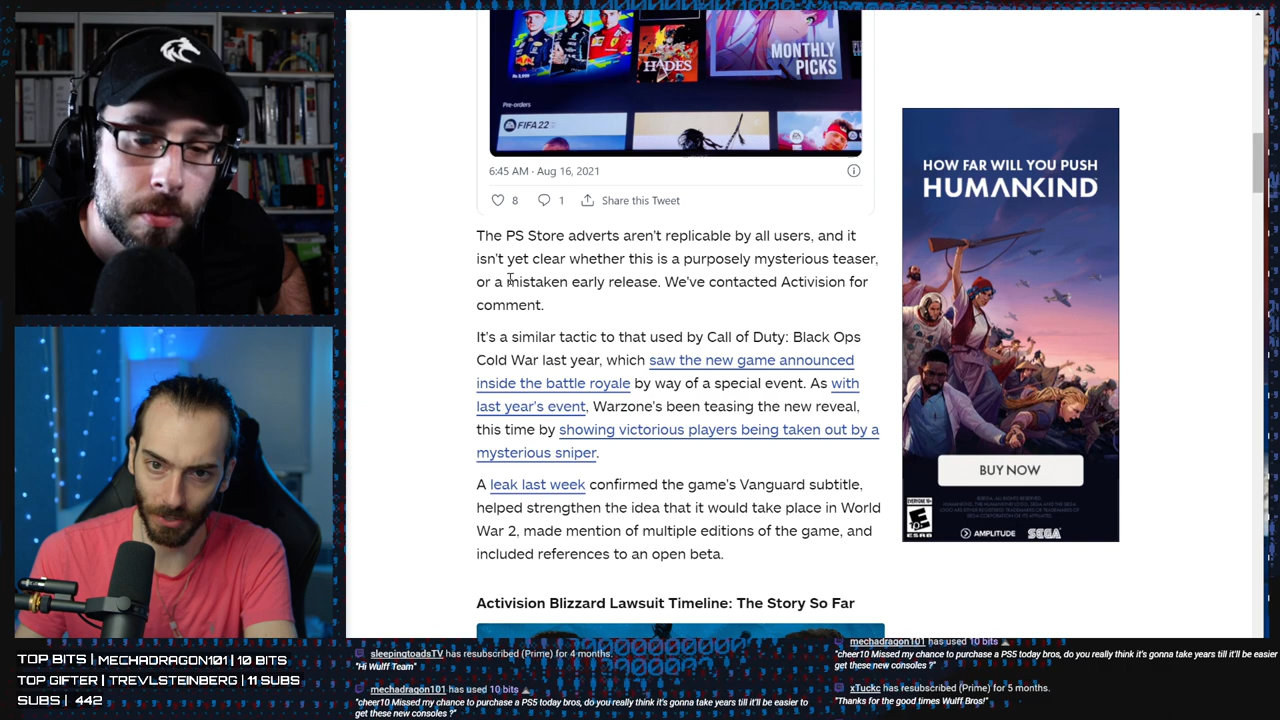 MONTHLY
PICKS
HADES
Pre-orders
FIFA 22
6:45 AM · Aug 16, 2021
8 1 Share this Tweet
The PS Store adverts aren't replicable by all users, and it
isn't yet clear whether this is a purposely mysterious teaser,
or a mistaken early release. We've contacted Activision for
comment.
It's a similar tactic to that used by Call of Duty: Black Ops
Cold War last year, which saw the new game announced
inside the battle royale by way of a special event. As with
last year's event, Warzone's been teasing the new reveal,
this time by showing victorious players being taken out by a
mysterious sniper.
A leak last week confirmed the game's Vanguard subtitle,
helped strengthen the idea that it would take place in World
War 2, made mention of multiple editions of the game, and
included references to an open beta.
Activision Blizzard Lawsuit Timeline: The Story So Far
HOW FAR WILL YOU PUSH
HUMANKIND
BUY NOW
EVERYONE 10+
ESRB
AMPLITUDE SEGA
TOP BITS | MECHADRAGON101 | 10 BITS
TOP GIFTER | TREVLSTEINBERG | 11 SUBS
SUBS | 442
sleepingtoadsTV has resubscribed (Prime) for 4 months.
"Hi Wulff Team"
mechadragon101 has used 10 bits
"cheer10 Missed my chance to purchase a PS5 today bros, do you really think it's gonna take years till it'll be easier to
get these new consoles ?"
mechadragon101 has used 10 bits
"cheer10 Missed my chance to purchase a PS5 today bros, do you really think it's gonna take years till it'll be easier to
get these new consoles ?"
xTuckc has resubscribed (Prime) for 5 months.
"Thanks for the good times Wulff Bros!"